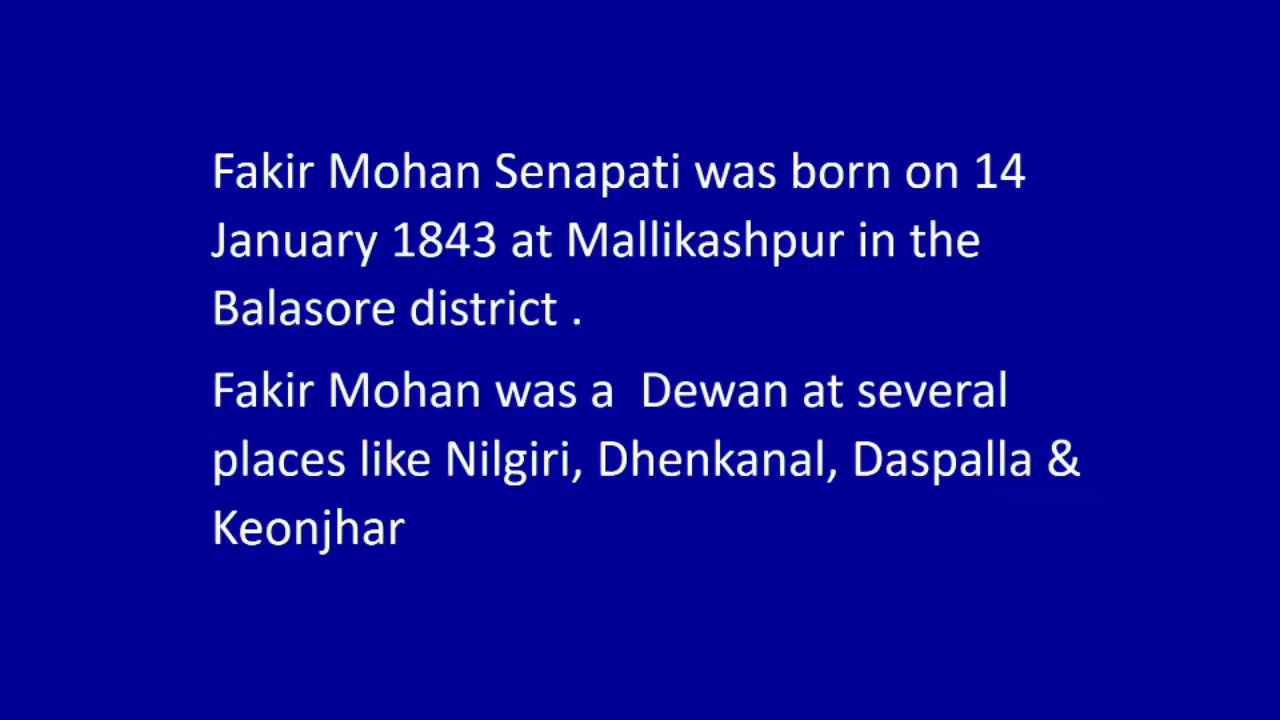 Fakir Mohan Senapati was born on 14
January 1843 at Mallikashpur in the
Balasore district .
Fakir Mohan was a  Dewan at several
places like Nilgiri, Dhenkanal, Daspalla &
Keonjhar